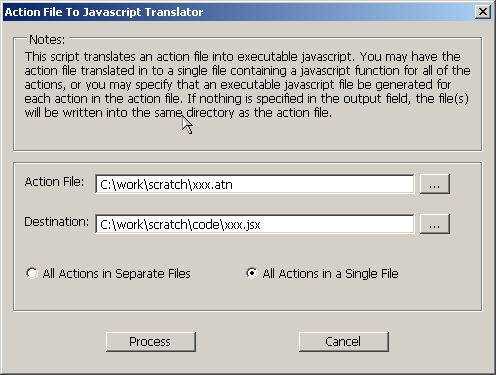 Action File To Javascript Translator
Notes:
This script translates an action file into executable javascript. You may have the
action file translated in to a single file containing a javascript function for all of the
actions, or you may specify that an executable javascript file be generated for
each action in the action file. If nothing is specified in the output field, the file(s)
will be written into the same directory as the action file.
Action File: C:\work\scratch\xxx.atn ...
Destination: C:\work\scratch\code\xxx.jsx ...
All Actions in Separate Files All Actions in a Single File
Process Cancel